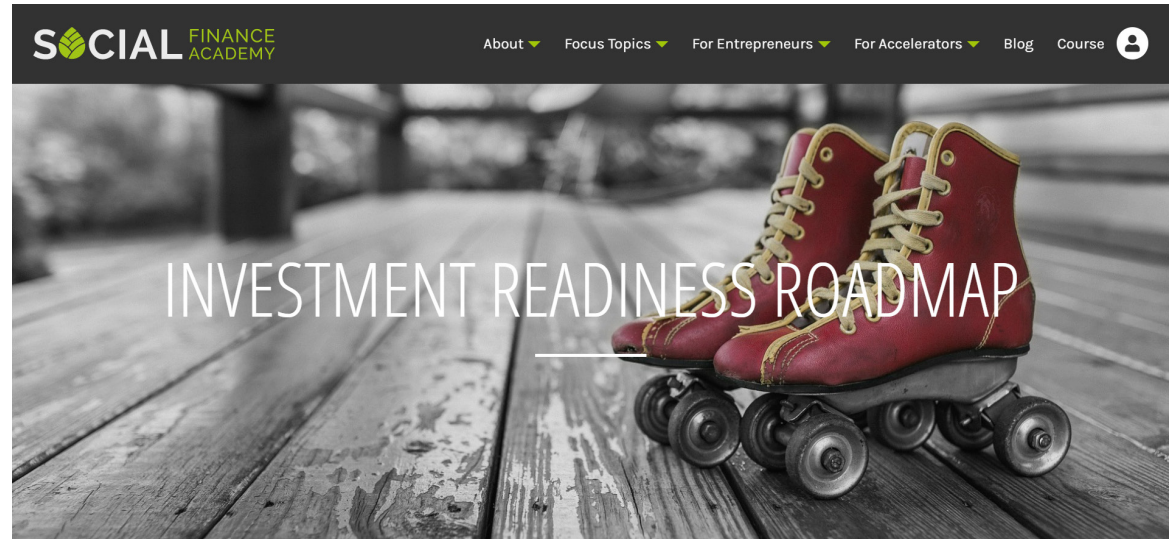 SOCIAL FINANCE ACADEMY
About Focus Topics For Entrepreneurs For Accelerators Blog Course
INVESTMENT READINESS ROADMAP